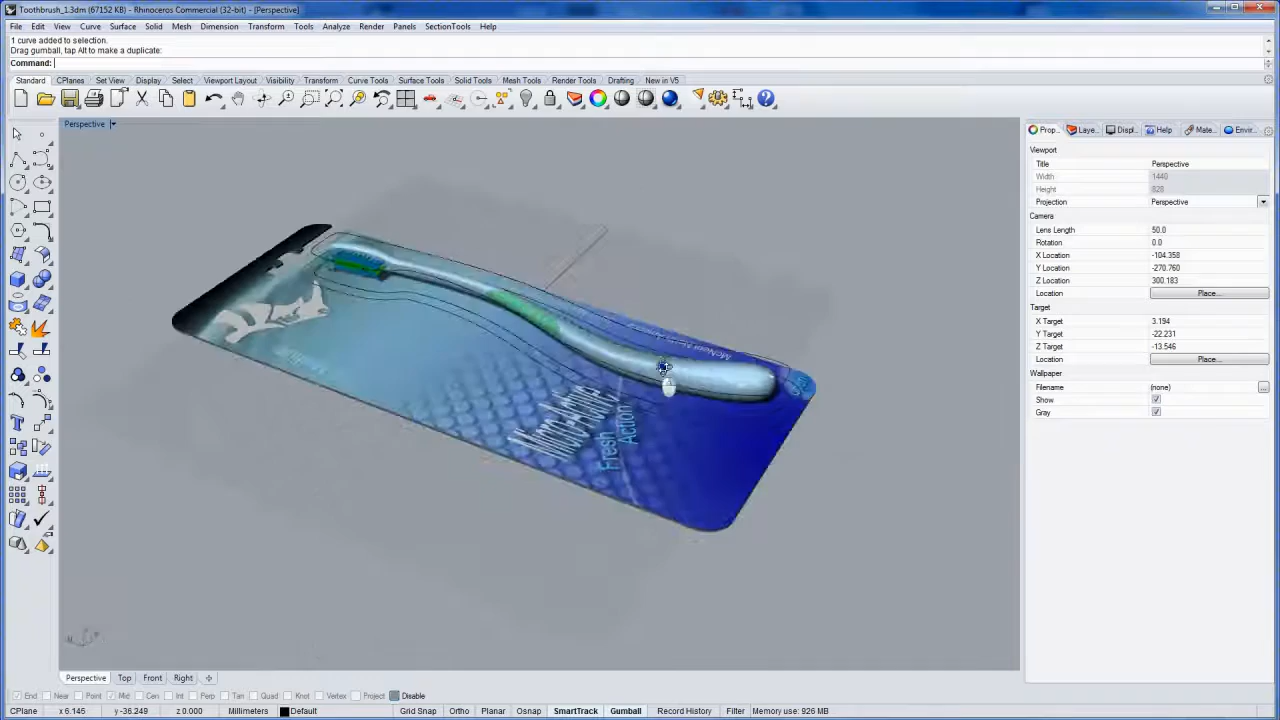 Toothbrush_1.3dm (67152 KB) - Rhinoceros Commercial (32-bit) - [Perspective]
File Edit View Curve Surface Solid Mesh Dimension Transform Tools Analyze Render Panels SectionTools Help
1 curve added to selection.
Drag gumball, tap Alt to make a duplicate:
Command:
Standard CPlanes Set View Display Select Viewport Layout Visibility Transform Curve Tools Surface Tools Solid Tools Mesh Tools Render Tools Drafting New in V5
Perspective
Prop... Laye... Displ... Help Mate... Envir...
Viewport
Title Perspective
Width 1440
Height 828
Projection Perspective
Camera
Lens Length 50.0
Rotation 0.0
X Location -104.358
Y Location -270.760
Z Location 300.183
Location Place...
Target
X Target 3.194
Y Target -22.231
Z Target -13.546
Location Place...
Wallpaper
Filename (none) ...
Show
Gray
Fresh
Action
Perspective Top Front Right
End Near Point Mid Cen Int Perp Tan Quad Knot Vertex Project Disable
CPlane x 6.145 y -36.249 z 0.000 Millimeters Default Grid Snap Ortho Planar Osnap SmartTrack Gumball Record History Filter Memory use: 926 MB